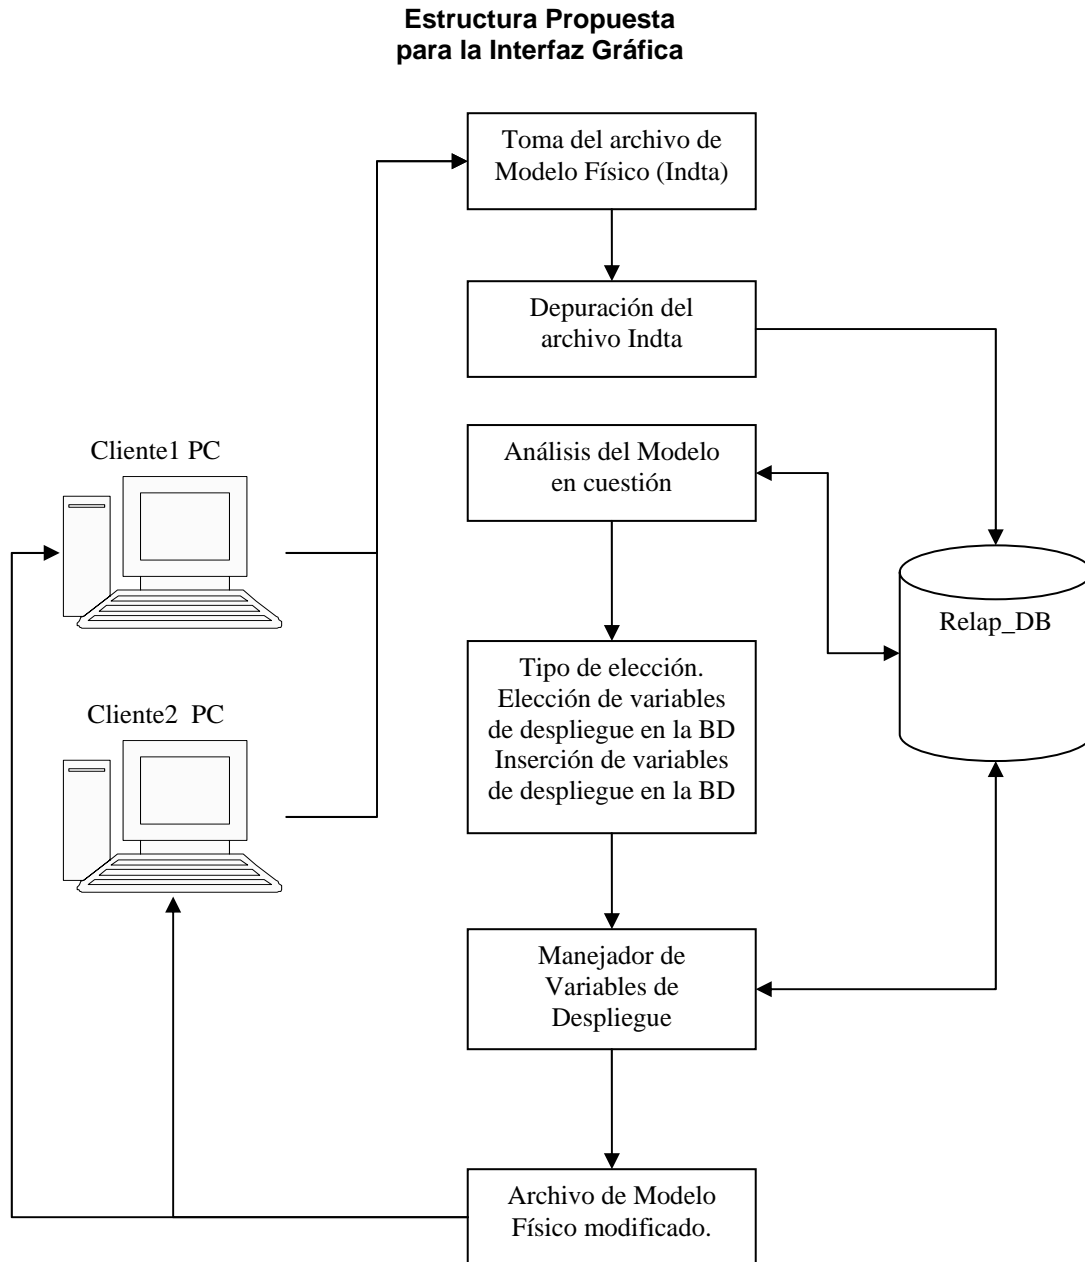 Estructura Propuesta
para la Interfaz Gráfica
Toma del archivo de
Modelo Físico (Indta)
Depuración del
archivo Indta
Cliente1 PC
Análisis del Modelo
en cuestión
Relap_DB
Tipo de elección.
Elección de variables
de despliegue en la BD
Inserción de variables
de despliegue en la BD
Cliente2  PC
Manejador de
Variables de
Despliegue
Archivo de Modelo
Físico modificado.